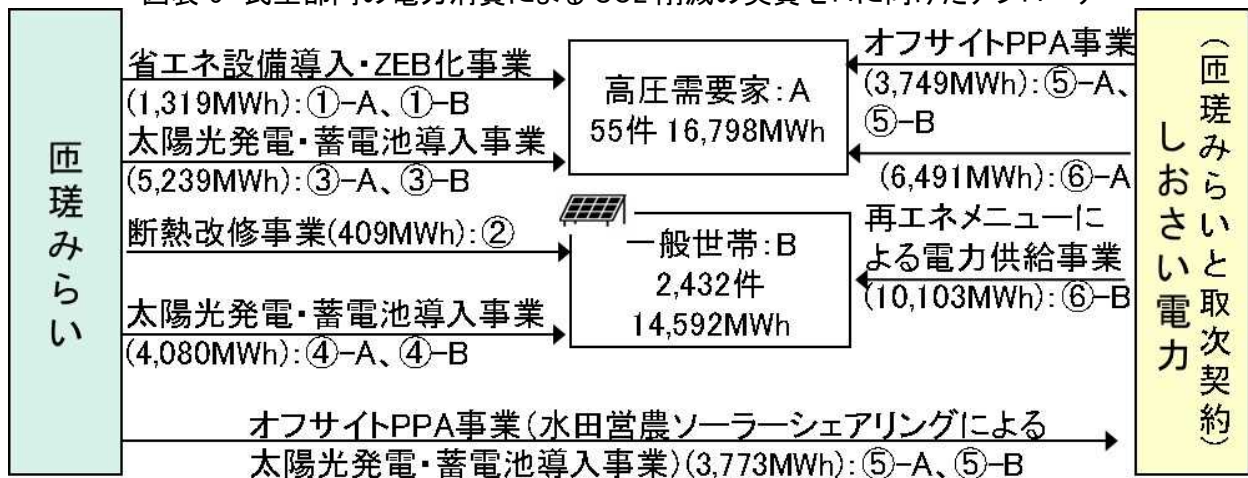 図表 民生部門の電力消費による CO2 削減の実質ゼロに向けたアプローチ
匝瑳みらい
省エネ設備導入・ZEB化事業
(1,319MWh):①-A、①-B
太陽光発電・蓄電池導入事業
(5,239MWh):③-A、③-B
断熱改修事業(409MWh):②
太陽光発電・蓄電池導入事業
(4,080MWh):④-A、④-B
高圧需要家:A
55件 16,798MWh
一般世帯:B
2,432件
14,592MWh
オフサイトPPA事業
(3,749MWh):⑤-A、
⑤-B
(6,491MWh):⑥-A
再エネメニューに
よる電力供給事業
(10,103MWh):⑥-B
オフサイトPPA事業(水田営農ソーラーシェアリングによる
太陽光発電・蓄電池導入事業)(3,773MWh):⑤-A、⑤-B
しおさい電力
(匝瑳みらいと取次契約)